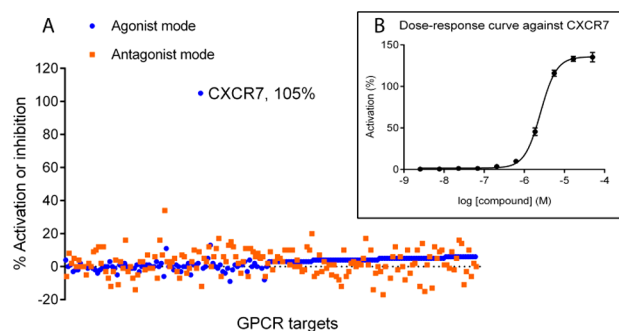 A
Agonist mode
Antagonist mode
% Activation or inhibition
120
100
80
60
40
20
0
-20
CXCR7, 105%
GPCR targets
B
Dose-response curve against CXCR7
Activation (%)
150
100
50
0
-9 -8 -7 -6 -5 -4
log [compound] (M)